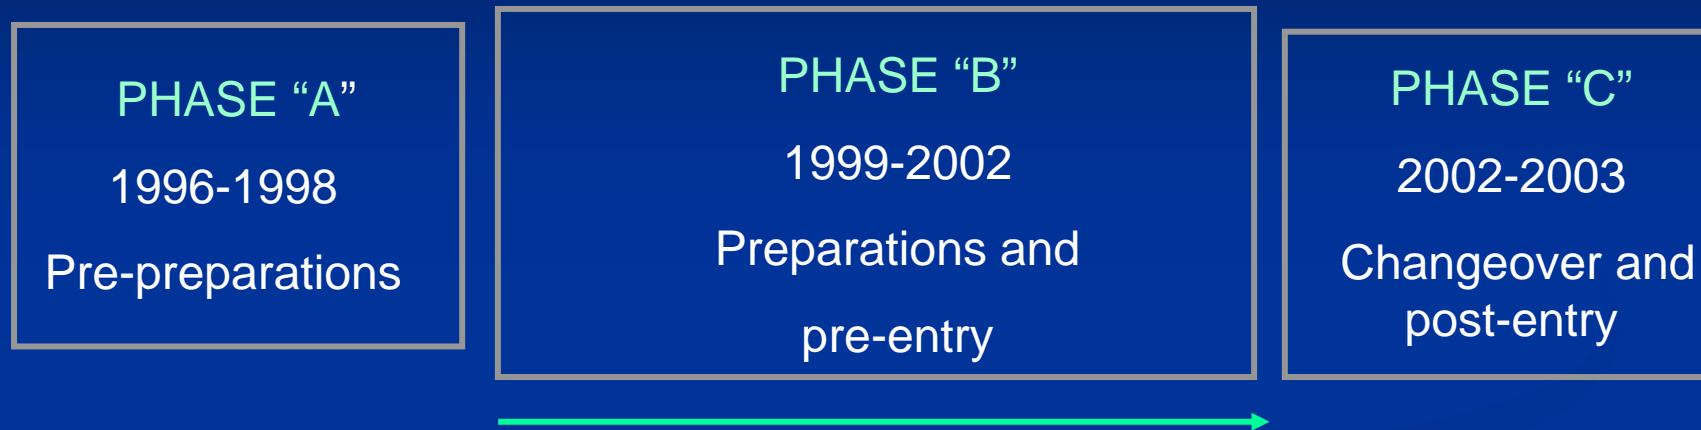 PHASE “A”
1996-1998
Pre-preparations
PHASE “B”
1999-2002
Preparations and
pre-entry
PHASE “C”
2002-2003
Changeover and
post-entry